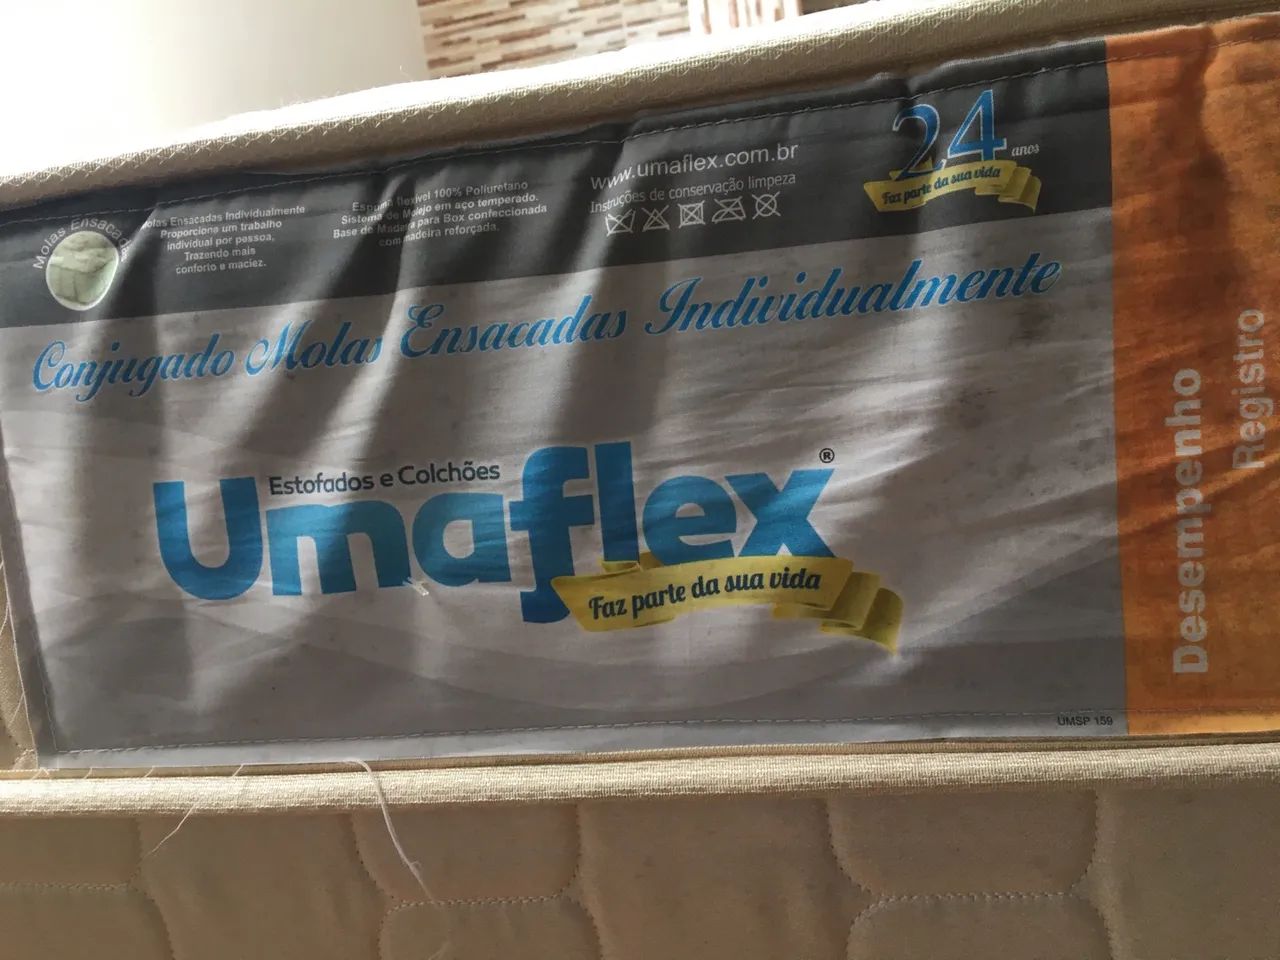 Molas Ensacadas
Molas Ensacadas Individualmente
Proporcione um trabalho
individual por pessoa,
Trazendo mais
conforto e maciez.
Espuma flexivel 100% Poliuretano
Sistema de Molejo em aço temperado.
Base de Madeira para Box confeccionada
com madeira reforçada.
www.umaflex.com.br
Instruções de conservação limpeza
24 anos
Faz parte da sua vida
Conjugado Molas Ensacadas Individualmente
Estofados e Colchões
Umaflex®
Faz parte da sua vida
UMSP 159
Desempenho
Registro